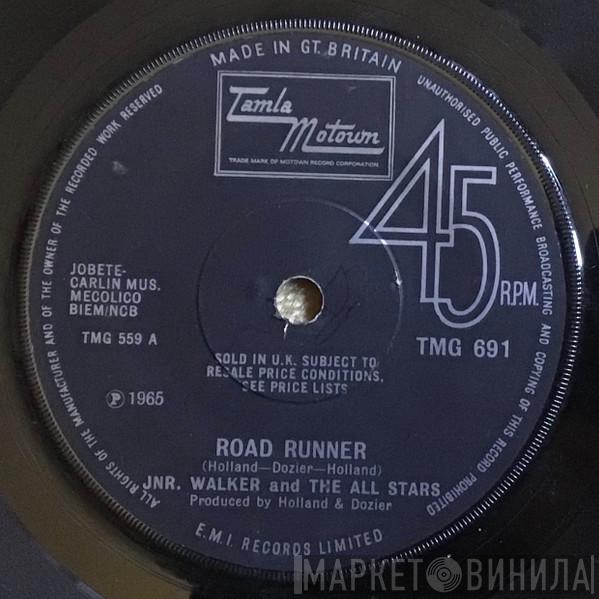 MADE IN GT. BRITAIN
UNAUTHORISED PUBLIC PERFORMANCE BROADCASTING AND COPYING OF THIS RECORD PROHIBITED
ALL RIGHTS OF THE MANUFACTURER AND OF THE OWNER OF THE RECORDED WORK RESERVED
Tamla
Motown
TRADE MARK OF MOTOWN RECORD CORPORATION
45
R.P.M.
JOBETE-
CARLIN MUS.
MECOLICO
BIEM/NCB
TMG 559 A
TMG 691
SOLD IN U.K. SUBJECT TO
RESALE PRICE CONDITIONS,
SEE PRICE LISTS
Ⓟ 1965
ROAD RUNNER
(Holland—Dozier—Holland)
JNR. WALKER and THE ALL STARS
Produced by Holland & Dozier
E.M.I. RECORDS LIMITED
МАРКЕТ ВИНИЛА